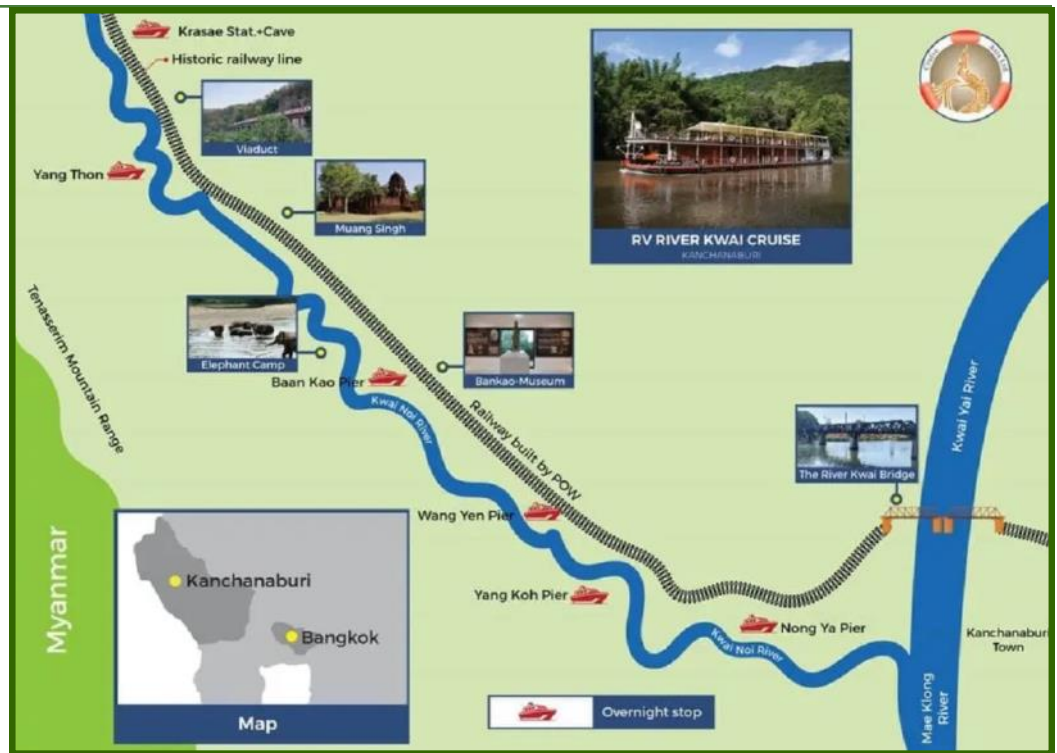 Krasae Stat.+Cave
Historic railway line
Viaduct
Yang Thon
Muang Singh
RV RIVER KWAI CRUISE
KANCHANABURI
Tenasserim Mountain Range
Elephant Camp
Baan Kao Pier
Bankao-Museum
Kwai Noi River
Railway built by POW
Kwai Yai River
The River Kwai Bridge
Wang Yen Pier
Myanmar
Kanchanaburi
Bangkok
Map
Yang Koh Pier
Nong Ya Pier
Kwai Noi River
Kanchanaburi
Town
Mae Klong
River
Overnight stop